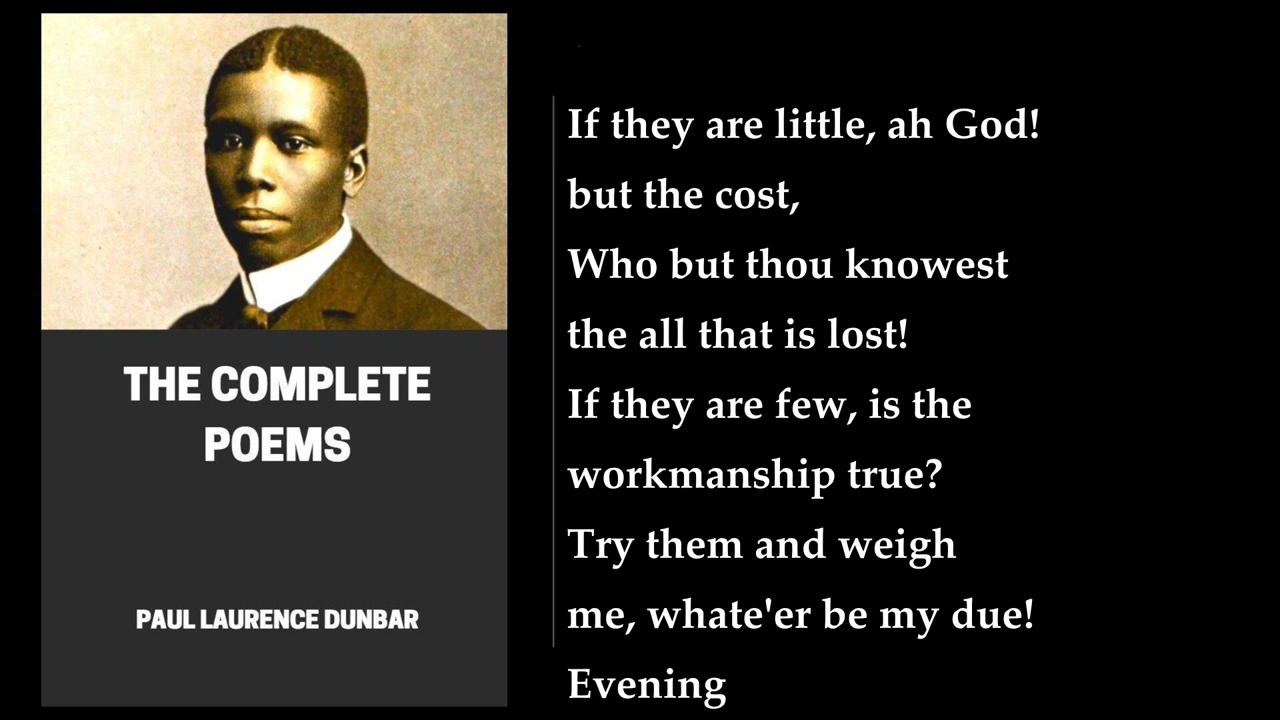 THE COMPLETE
POEMS
PAUL LAURENCE DUNBAR
If they are little, ah God!
but the cost,
Who but thou knowest
the all that is lost!
If they are few, is the
workmanship true?
Try them and weigh
me, whate'er be my due!
Evening